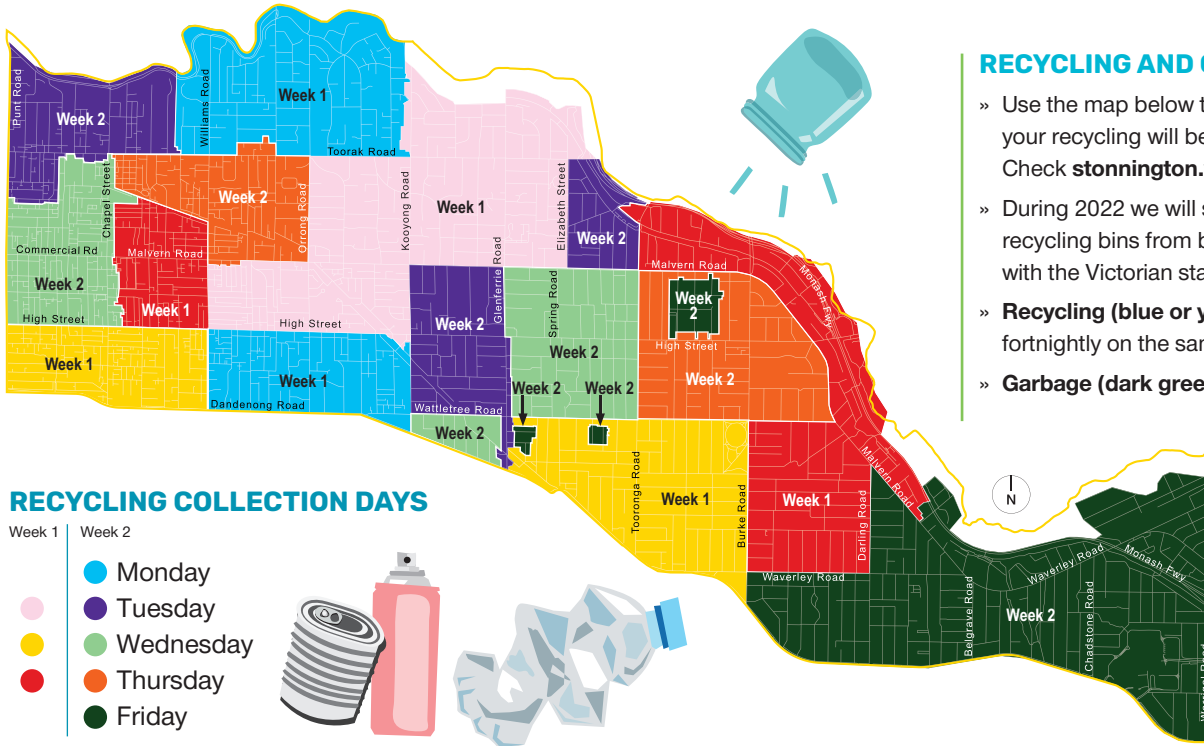 Punt Road
Week 2
Williams Road
Week 1
Toorak Road
Chapel Street
Week 2
Orrong Road
Kooyong Road
Week 1
Elizabeth Street
Week 2
Glenferrie Road
Commercial Rd
Malvern Road
Week 2
Week 1
High Street
High Street
Malvern Road
Monash Fwy
Week
2
Spring Road
Week 2
Week 2
High Street
Week 2
Week 1
Week 1
Dandenong Road
Week 2
Week 2
Wattletree Road
Week 2
Tooronga Road
Week 1
Burke Road
Week 1
Darling Road
Malvern Road
N
Waverley Road
Belgrave Road
Week 2
Waverley Road
Chadstone Road
Monash Fwy
RECYCLING AND
» Use the map below
your recycling will be
Check stonnington.
» During 2022 we will
recycling bins from
with the Victorian
» Recycling (blue or
fortnightly on the
» Garbage (dark
RECYCLING COLLECTION DAYS
Week 1 Week 2
Monday
Tuesday
Wednesday
Thursday
Friday